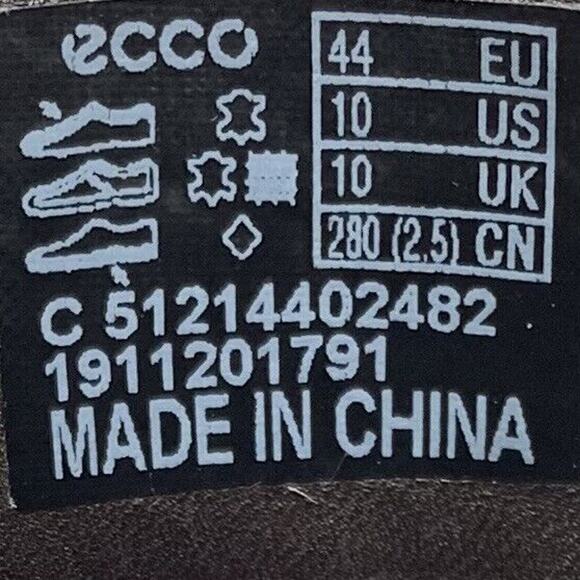 ecco
44 EU
10 US
10 UK
280 (2.5) CN
C 51214402482
1911201791
MADE IN CHINA